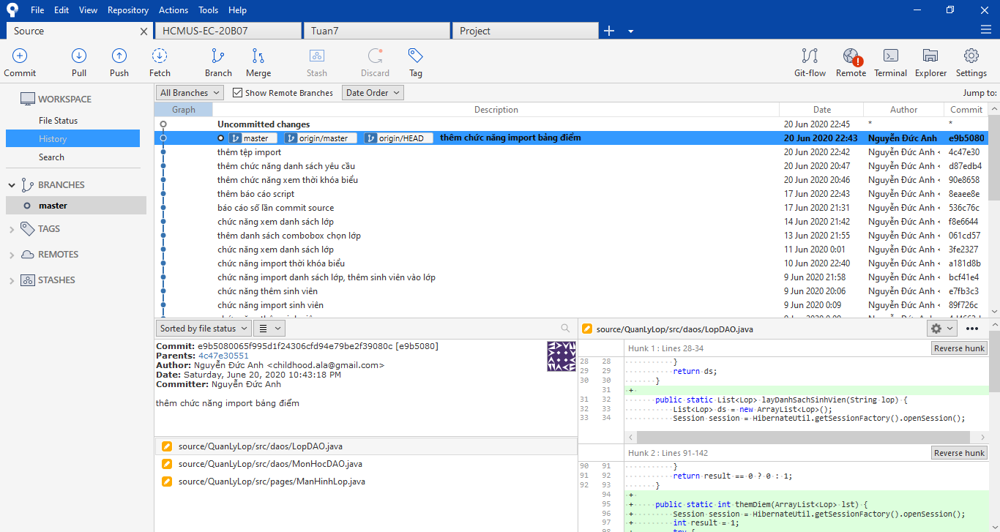 File Edit View Repository Actions Tools Help
Source HCMUS-EC-20B07 Tuan7 Project
Commit Pull Push Fetch Branch Merge Stash Discard Tag Git-flow Remote Terminal Explorer Settings
WORKSPACE
File Status
History
Search
BRANCHES
master
TAGS
REMOTES
STASHES
All Branches Show Remote Branches Date Order Jump to:
Graph Description Date Author Commit
Uncommitted changes 20 Jun 2020 22:45 * *
master origin/master origin/HEAD thêm chức năng import bảng điểm 20 Jun 2020 22:43 Nguyễn Đức Anh e9b5080
thêm tệp import 20 Jun 2020 22:42 Nguyễn Đức Anh < 4c47e30
thêm chức năng danh sách yêu cầu 20 Jun 2020 20:47 Nguyễn Đức Anh < d87edb4
thêm chức năng xem thời khóa biểu 20 Jun 2020 20:46 Nguyễn Đức Anh < 90e8658
thêm báo cáo script 17 Jun 2020 22:43 Nguyễn Đức Anh < 8eaee8e
báo cáo số lần commit source 17 Jun 2020 21:31 Nguyễn Đức Anh < 536c76c
chức năng xem danh sách lớp 14 Jun 2020 21:42 Nguyễn Đức Anh < f8e6644
thêm danh sách combobox chọn lớp 13 Jun 2020 21:55 Nguyễn Đức Anh < 061cd57
chức năng xem danh sách lớp 11 Jun 2020 0:01 Nguyễn Đức Anh < 3fe2327
chức năng import thời khóa biểu 10 Jun 2020 22:40 Nguyễn Đức Anh < a181d8b
chức năng import danh sách lớp, thêm sinh viên vào lớp 9 Jun 2020 21:58 Nguyễn Đức Anh < bcf41e4
chức năng thêm sinh viên 9 Jun 2020 20:06 Nguyễn Đức Anh < e7fb3c3
chức năng import sinh viên 9 Jun 2020 0:09 Nguyễn Đức Anh < 89f726c
Sorted by file status
Commit: e9b5080065f995d1f24306cfd94e79be2f39080c [e9b5080]
Parents: 4c47e30551
Author: Nguyễn Đức Anh <childhood.ala@gmail.com>
Date: Saturday, June 20, 2020 10:43:18 PM
Committer: Nguyễn Đức Anh
thêm chức năng import bảng điểm
source/QuanLyLop/src/daos/LopDAO.java
source/QuanLyLop/src/daos/MonHocDAO.java
source/QuanLyLop/src/pages/ManHinhLop.java
source/QuanLyLop/src/daos/LopDAO.java
Hunk 1 : Lines 28-34 Reverse hunk
28 28 }
29 29 return ds;
30 30 }
31 +
31 32 public static List<Lop> layDanhSachSinhVien(String lop) {
32 33 List<Lop> ds = new ArrayList<Lop>();
33 34 Session session = HibernateUtil.getSessionFactory().openSession();
Hunk 2 : Lines 91-142 Reverse hunk
90 91 }
91 92 return result == 0 ? 0 : 1;
92 93 }
94 +
95 + public static int themDiem(ArrayList<Lop> lst) {
96 + Session session = HibernateUtil.getSessionFactory().openSession();
97 + int result = 1;
98 + try {